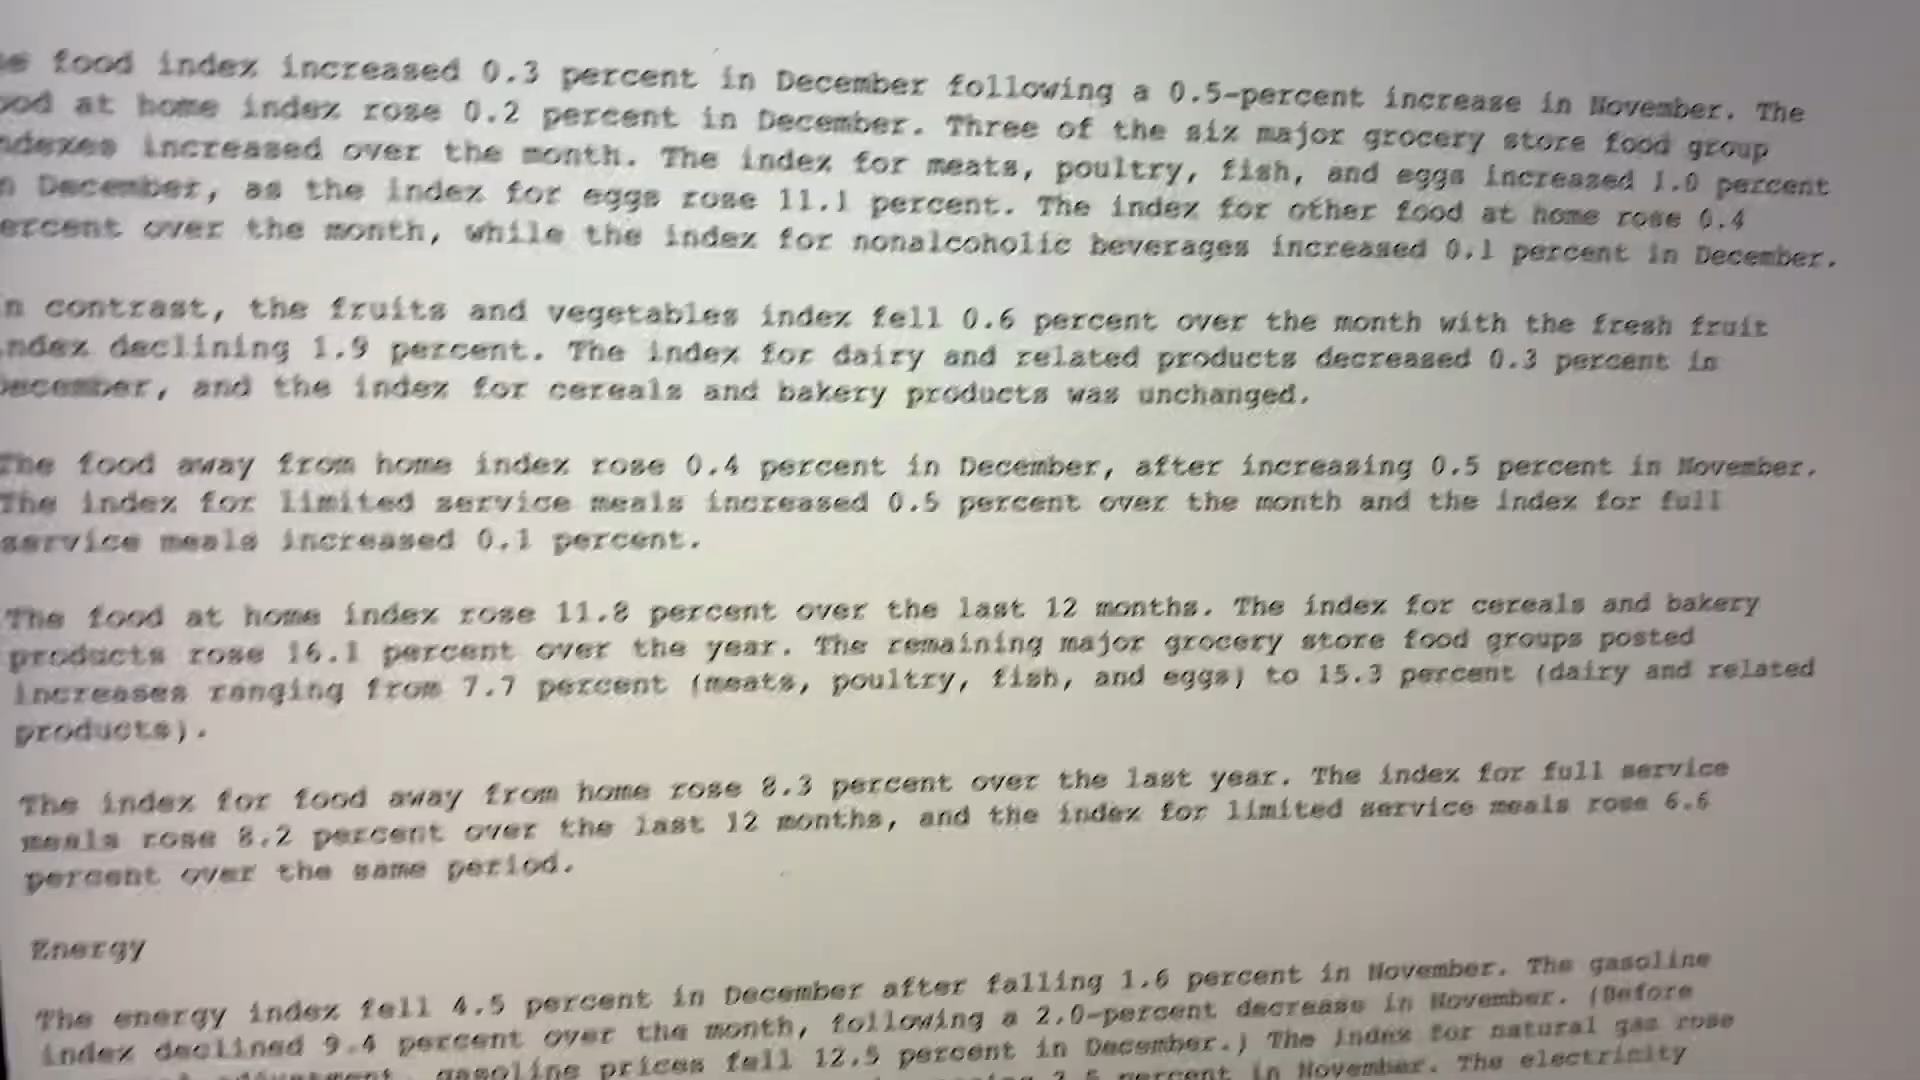 food index increased 0.3 percent in December following a 0.5-percent increase in November. The
at home index rose 0.2 percent in December. Three of the six major grocery store food group
increased over the month. The index for meats, poultry, fish, and eggs increased 1.0 percent
December, as the index for eggs rose 11.1 percent. The index for other food at home rose 0.4
ercent over the month, while the index for nonalcoholic beverages increased 0.1 percent in December.
n contrast, the fruits and vegetables index fell 0.6 percent over the month with the fresh fruit
ndex declining 1.9 percent. The index for dairy and related products decreased 0.3 percent in
ecember, and the index for cereals and bakery products was unchanged.
The food away from home index rose 0.4 percent in December, after increasing 0.5 percent in November.
The index for limited service meals increased 0.5 percent over the month and the index for full
service meals increased 0.1 percent.
The food at home index rose 11.8 percent over the last 12 months. The index for cereals and bakery
products rose 16.1 percent over the year. The remaining major grocery store food groups posted
increases ranging from 7.7 percent (meats, poultry, fish, and eggs) to 15.3 percent (dairy and related
products).
The index for food away from home rose 8.3 percent over the last year. The index for full service
meals rose 8.2 percent over the last 12 months, and the index for limited service meals rose 6.6
percent over the same period.
Energy
The energy index fell 4.5 percent in December after falling 1.6 percent in November. The gasoline
index declined 9.4 percent over the month, following a 2.0-percent decrease in November. (Before
gasoline prices fell 12.5 percent in December.) The index for natural gas rose
percent in November. The electricity